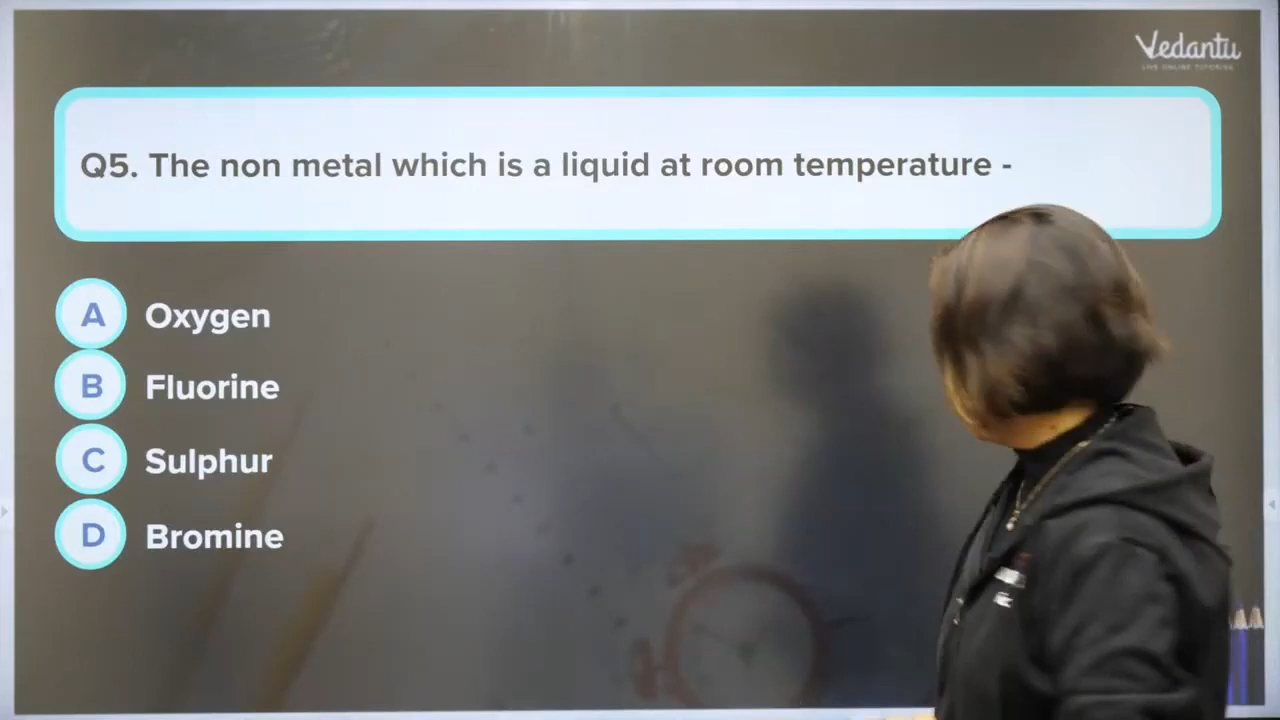 Vedantu
LIVE ONLINE TUTORING
Q5. The non metal which is a liquid at room temperature -
A Oxygen
B Fluorine
C Sulphur
D Bromine